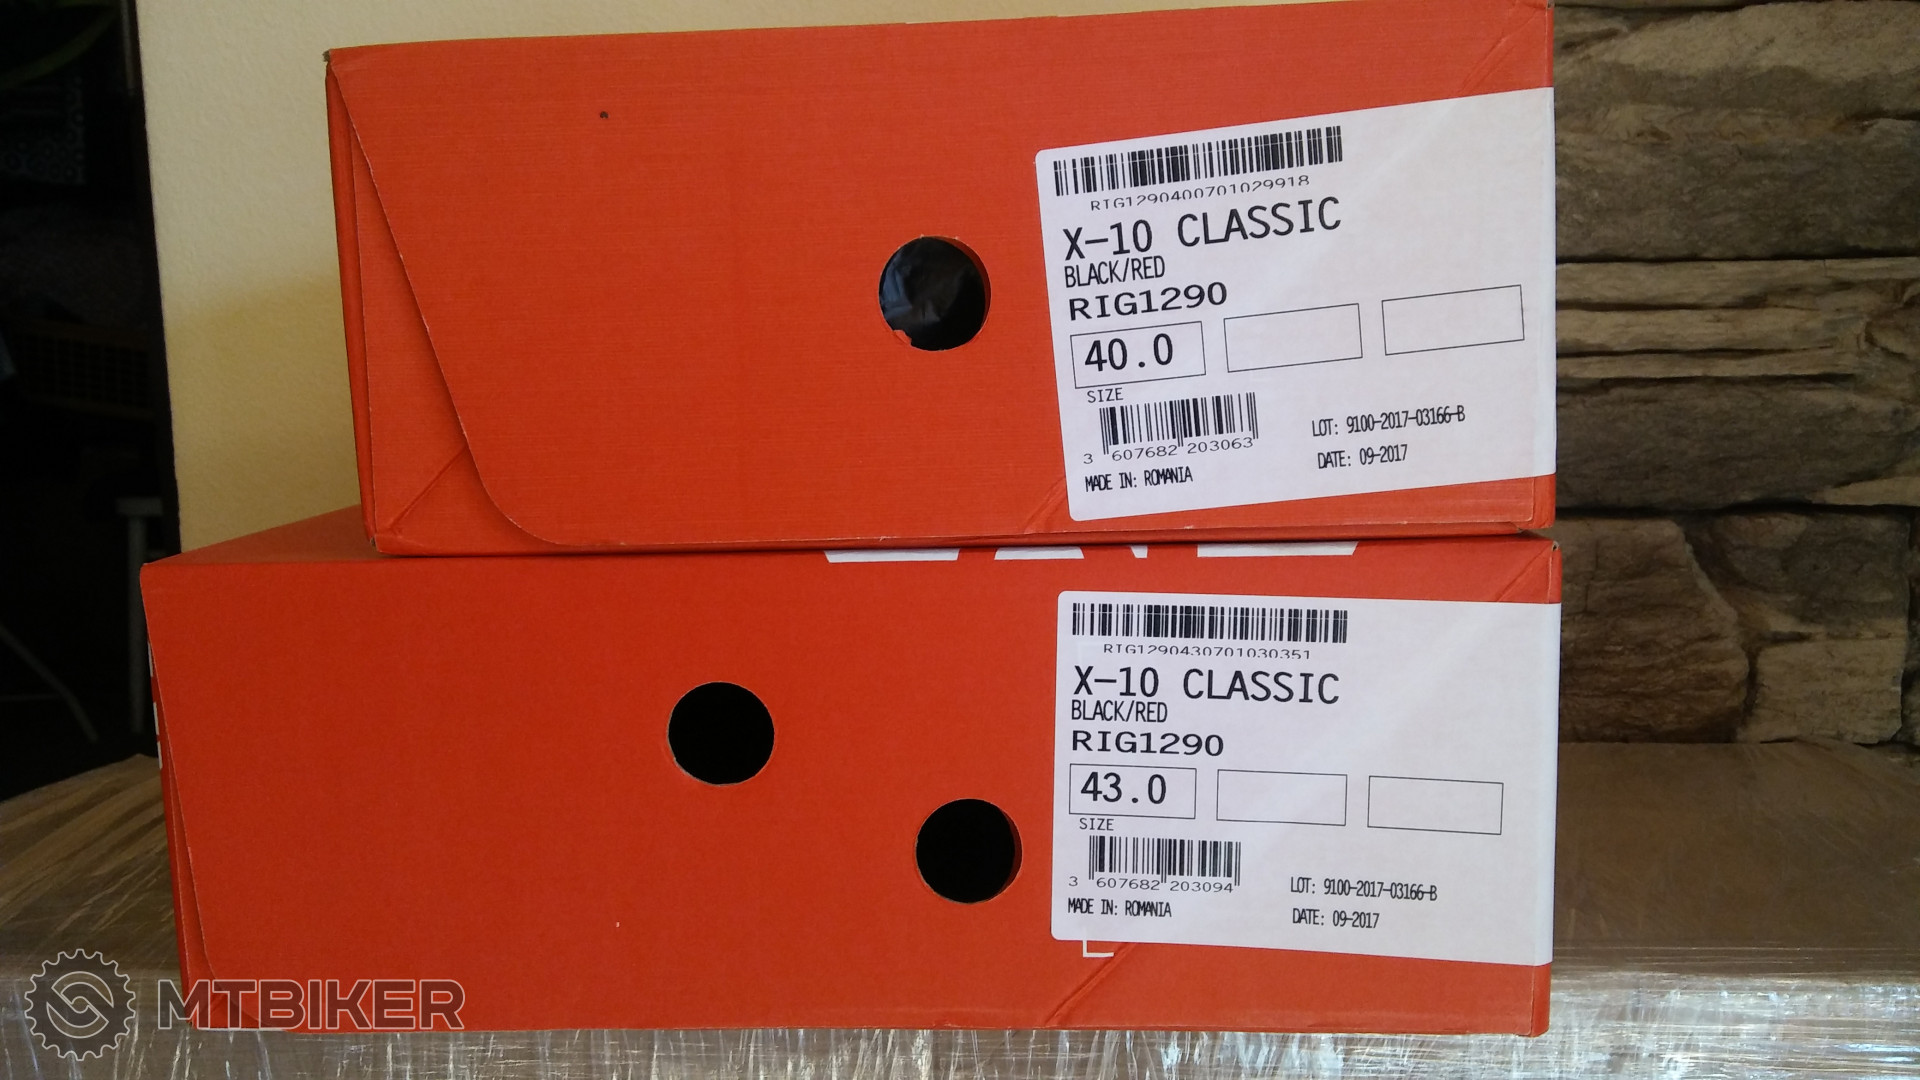 RIG1290400701029918
X-10 CLASSIC
BLACK/RED
RIG1290
40.0
SIZE
3 607682 203063
LOT: 9100-2017-03166-B
DATE: 09-2017
MADE IN: ROMANIA
RIG1290430701030351
X-10 CLASSIC
BLACK/RED
RIG1290
43.0
SIZE
3 607682 203094
LOT: 9100-2017-03166-B
DATE: 09-2017
MADE IN: ROMANIA
MTBIKER